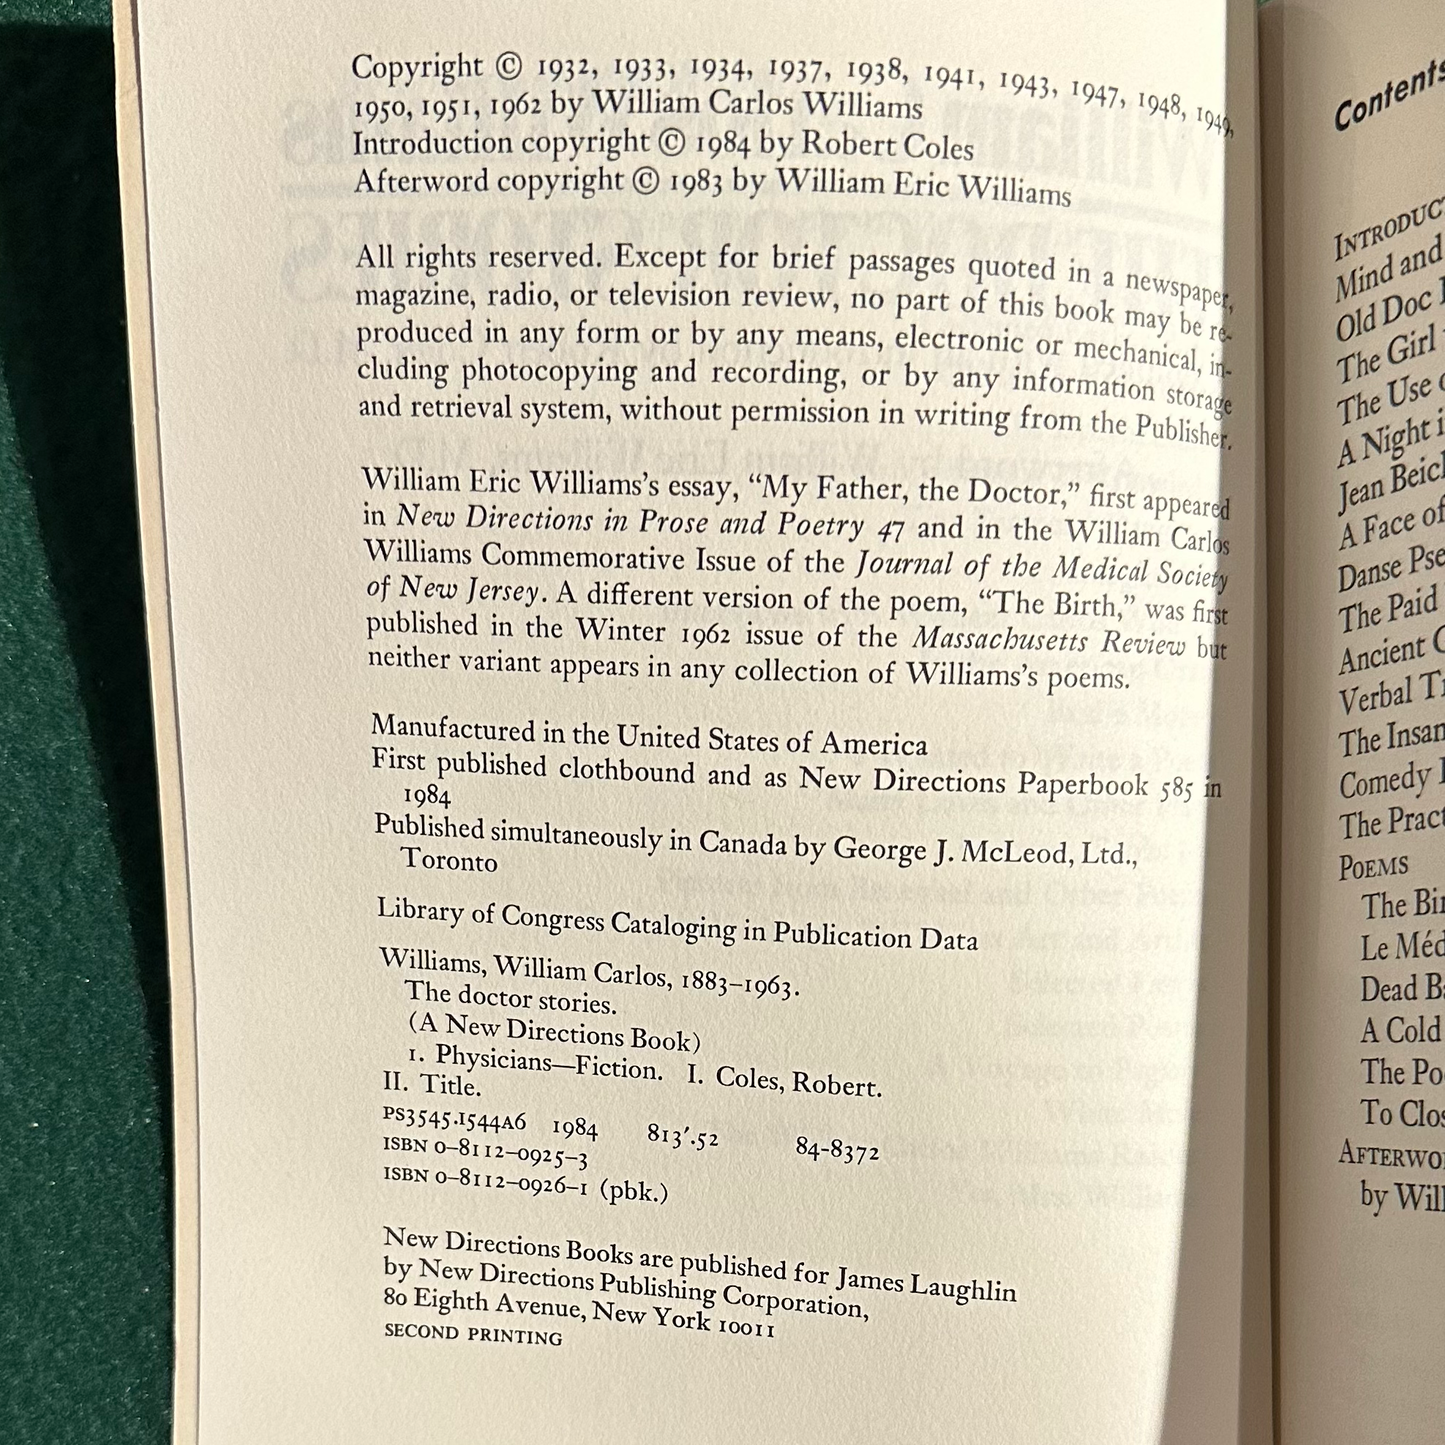 Copyright © 1932, 1933, 1934, 1937, 1938, 1941, 1943, 1947, 1948, 1949,
1950, 1951, 1962 by William Carlos Williams
Introduction copyright © 1984 by Robert Coles
Afterword copyright © 1983 by William Eric Williams
All rights reserved. Except for brief passages quoted in a newspaper,
magazine, radio, or television review, no part of this book may be re-
produced in any form or by any means, electronic or mechanical, in-
cluding photocopying and recording, or by any information storage
and retrieval system, without permission in writing from the Publisher.
William Eric Williams's essay, “My Father, the Doctor,” first appeared
in New Directions in Prose and Poetry 47 and in the William Carlos
Williams Commemorative Issue of the Journal of the Medical Society
of New Jersey. A different version of the poem, “The Birth,” was first
published in the Winter 1962 issue of the Massachusetts Review but
neither variant appears in any collection of Williams's poems.
Manufactured in the United States of America
First published clothbound and as New Directions Paperbook 585 in
1984
Published simultaneously in Canada by George J. McLeod, Ltd.,
Toronto
Library of Congress Cataloging in Publication Data
Williams, William Carlos, 1883–1963.
The doctor stories.
(A New Directions Book)
1. Physicians—Fiction. I. Coles, Robert.
II. Title.
PS3545.I544A6 1984 813′.52 84-8372
ISBN 0–8112–0925–3
ISBN 0–8112–0926–1 (pbk.)
New Directions Books are published for James Laughlin
by New Directions Publishing Corporation,
80 Eighth Avenue, New York 10011
SECOND PRINTING
Contents
Mind and
Old Doc
The Girl
The Use
A Night
Jean
A Face of
Danse
The Paid
Ancient
Verbal
The
Comedy
The
POEMS
The
Le
Dead
A Cold
The
To
by